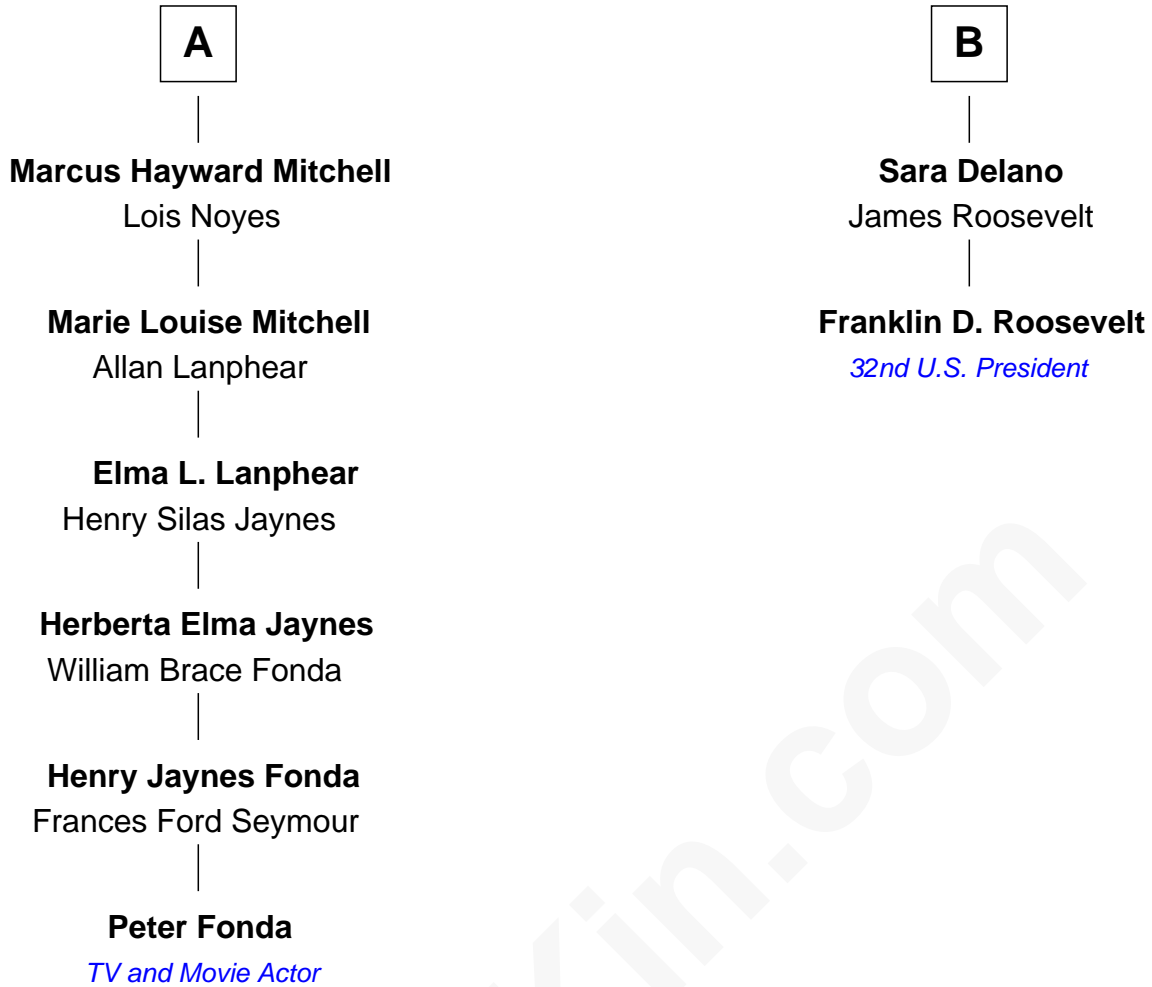 A
Marcus Hayward Mitchell
Lois Noyes
Marie Louise Mitchell
Allan Lanphear
Elma L. Lanphear
Henry Silas Jaynes
Herberta Elma Jaynes
William Brace Fonda
Henry Jaynes Fonda
Frances Ford Seymour
Peter Fonda
TV and Movie Actor
B
Sara Delano
James Roosevelt
Franklin D. Roosevelt
32nd U.S. President